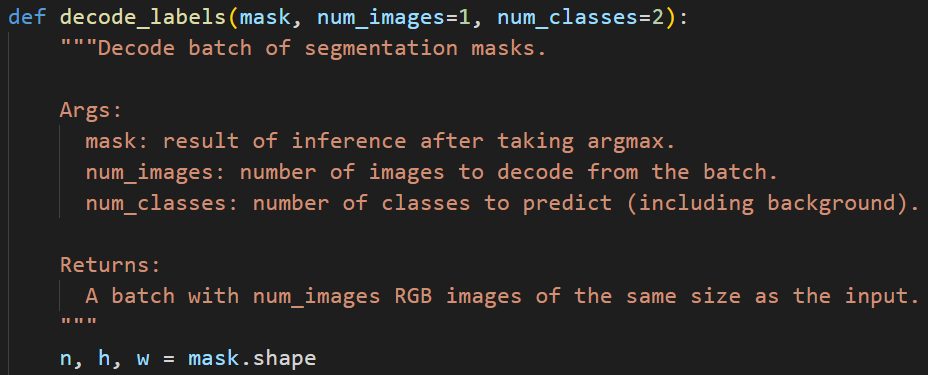 def decode_labels(mask, num_images=1, num_classes=2):
"""Decode batch of segmentation masks.
Args:
mask: result of inference after taking argmax.
num_images: number of images to decode from the batch.
num_classes: number of classes to predict (including background).
Returns:
A batch with num_images RGB images of the same size as the input.
"""
n, h, w = mask.shape